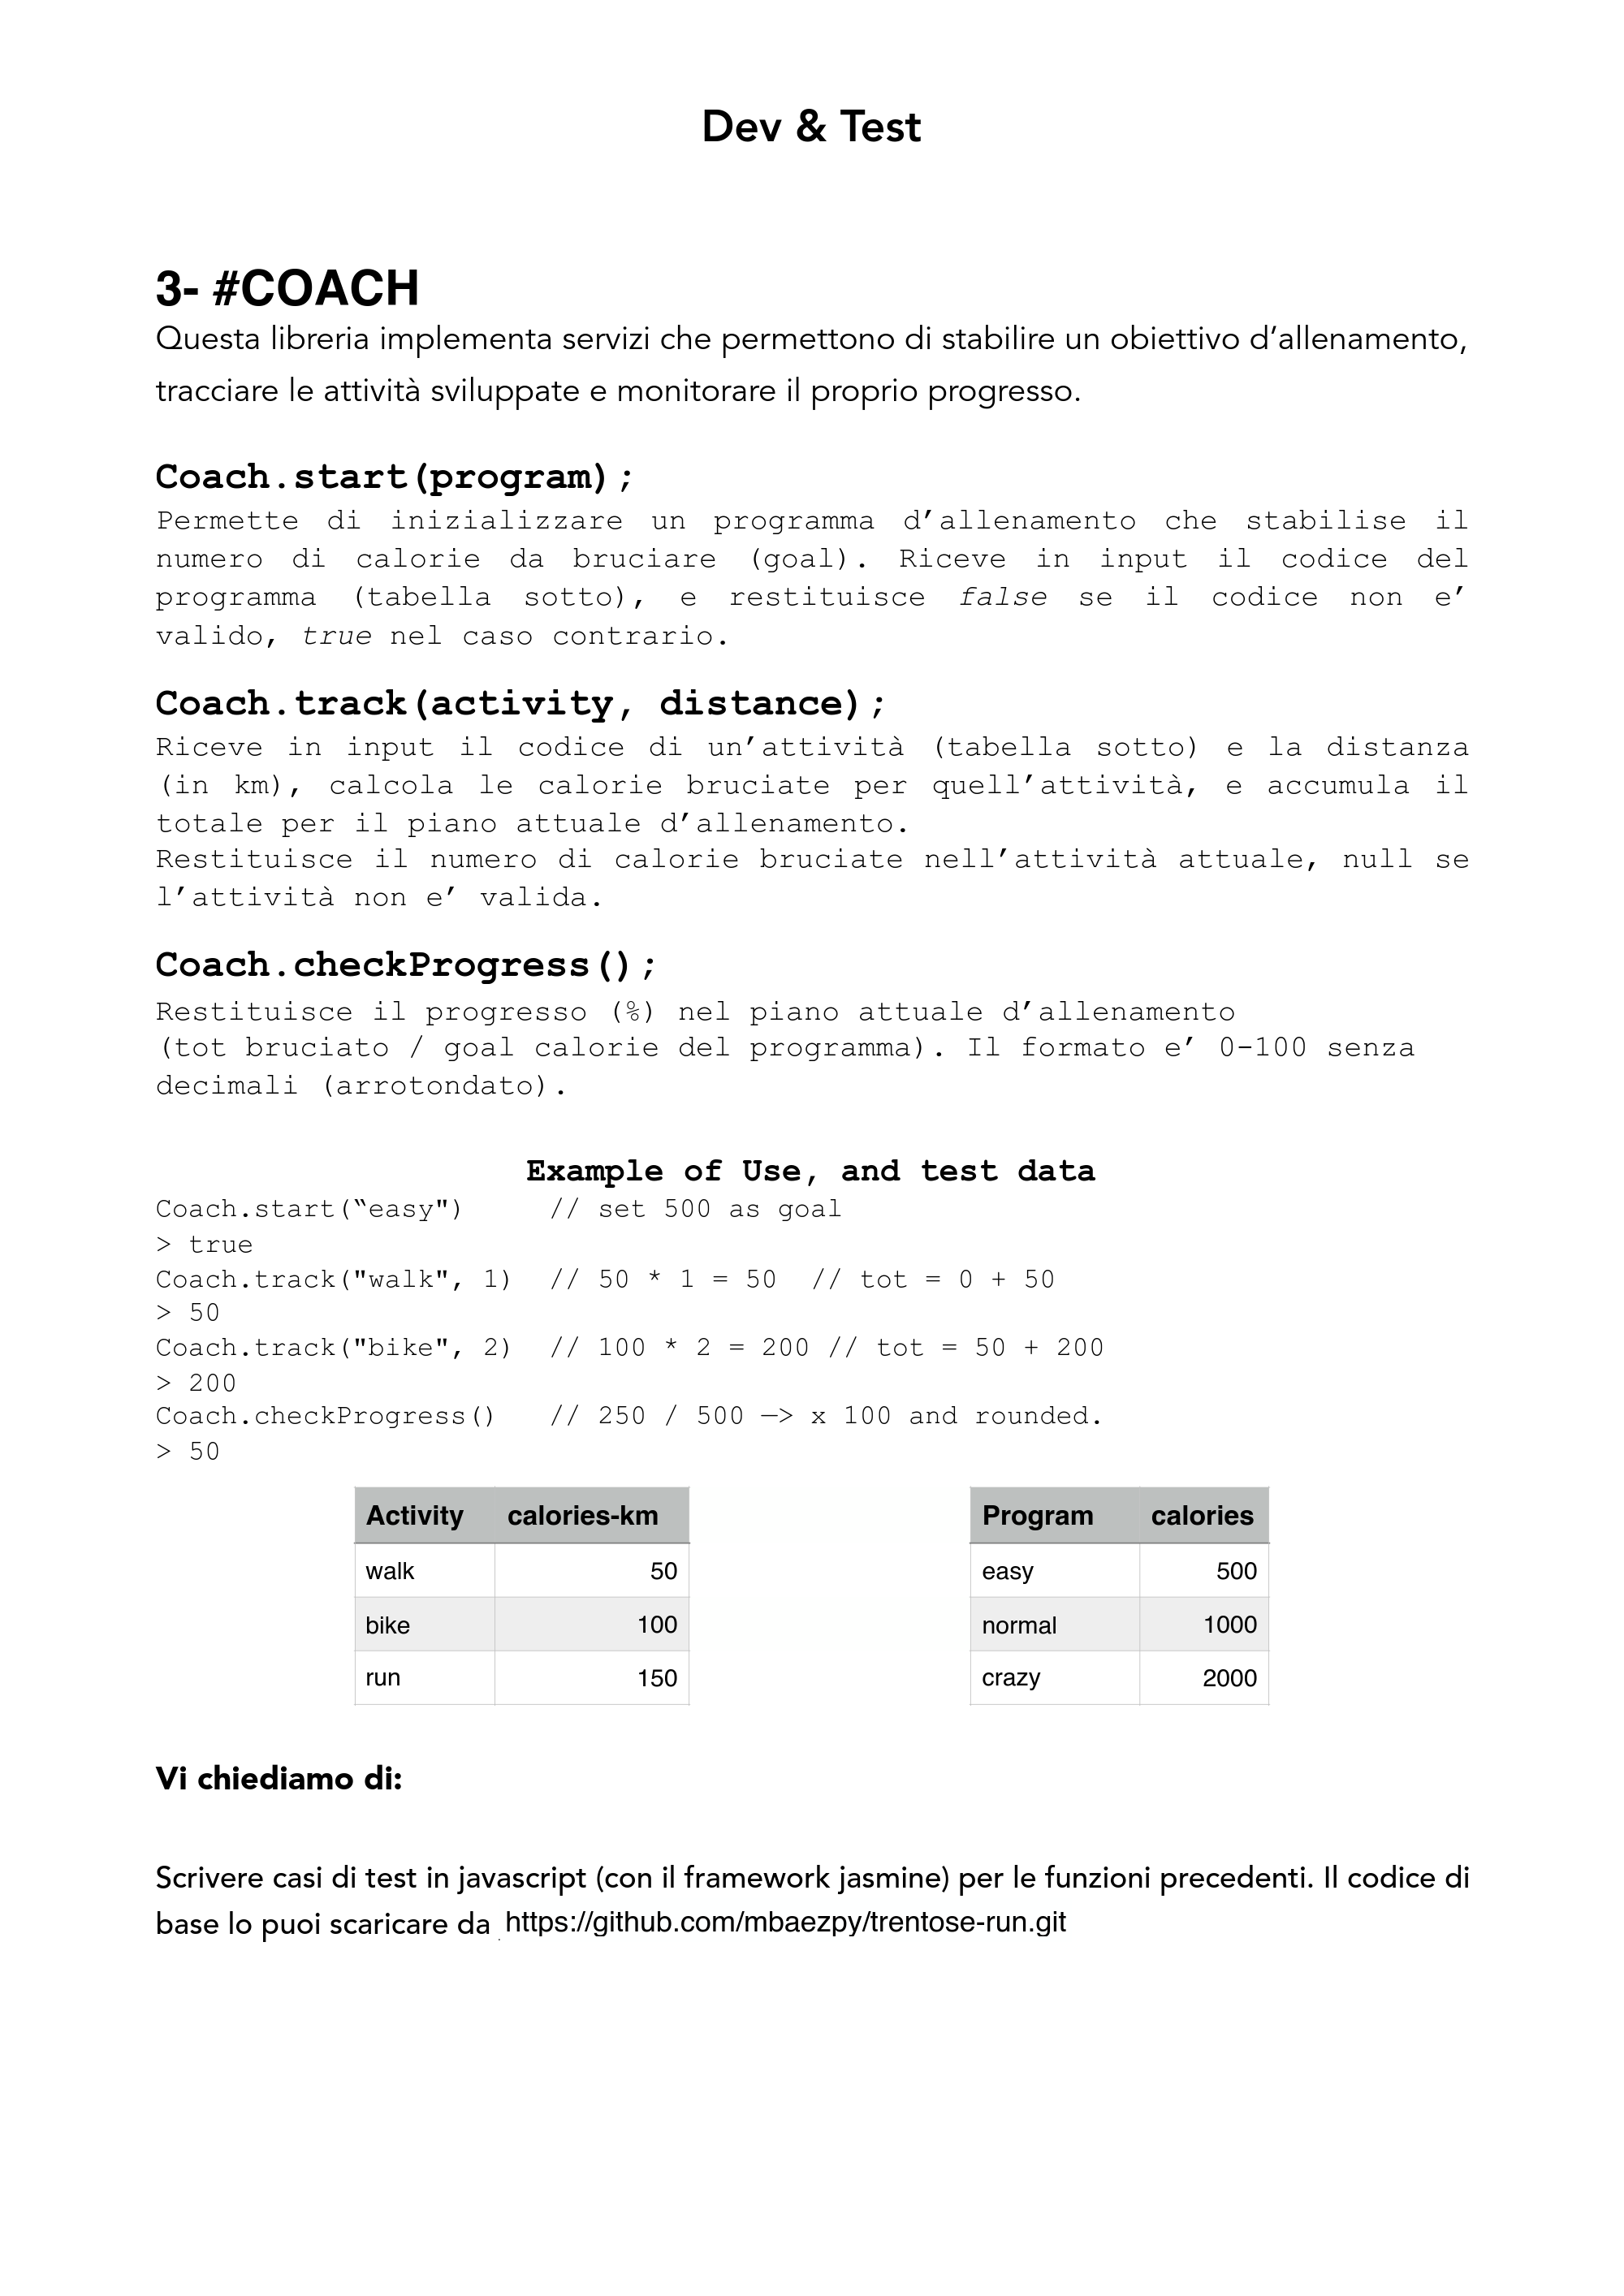 Dev & Test
3- #COACH
Questa libreria implementa servizi che permettono di stabilire un obiettivo d’allenamento,
tracciare le attività sviluppate e monitorare il proprio progresso.
Coach.start(program);
Permette di inizializzare un programma d’allenamento che stabilise il
numero di calorie da bruciare (goal). Riceve in input il codice del
programma (tabella sotto), e restituisce false se il codice non e’
valido, true nel caso contrario.
Coach.track(activity, distance);
Riceve in input il codice di un’attività (tabella sotto) e la distanza
(in km), calcola le calorie bruciate per quell’attività, e accumula il
totale per il piano attuale d’allenamento.
Restituisce il numero di calorie bruciate nell’attività attuale, null se
l’attività non e’ valida.
Coach.checkProgress();
Restituisce il progresso (%) nel piano attuale d’allenamento
(tot bruciato / goal calorie del programma). Il formato e’ 0-100 senza
decimali (arrotondato).
Example of Use, and test data
Coach.start(“easy") // set 500 as goal
> true
Coach.track("walk", 1) // 50 * 1 = 50 // tot = 0 + 50
> 50
Coach.track("bike", 2) // 100 * 2 = 200 // tot = 50 + 200
> 200
Coach.checkProgress() // 250 / 500 —> x 100 and rounded.
> 50
Activity calories-km
walk 50
bike 100
run 150
Program calories
easy 500
normal 1000
crazy 2000
Vi chiediamo di:
Scrivere casi di test in javascript (con il framework jasmine) per le funzioni precedenti. Il codice di
base lo puoi scaricare da https://github.com/mbaezpy/trentose-run.git